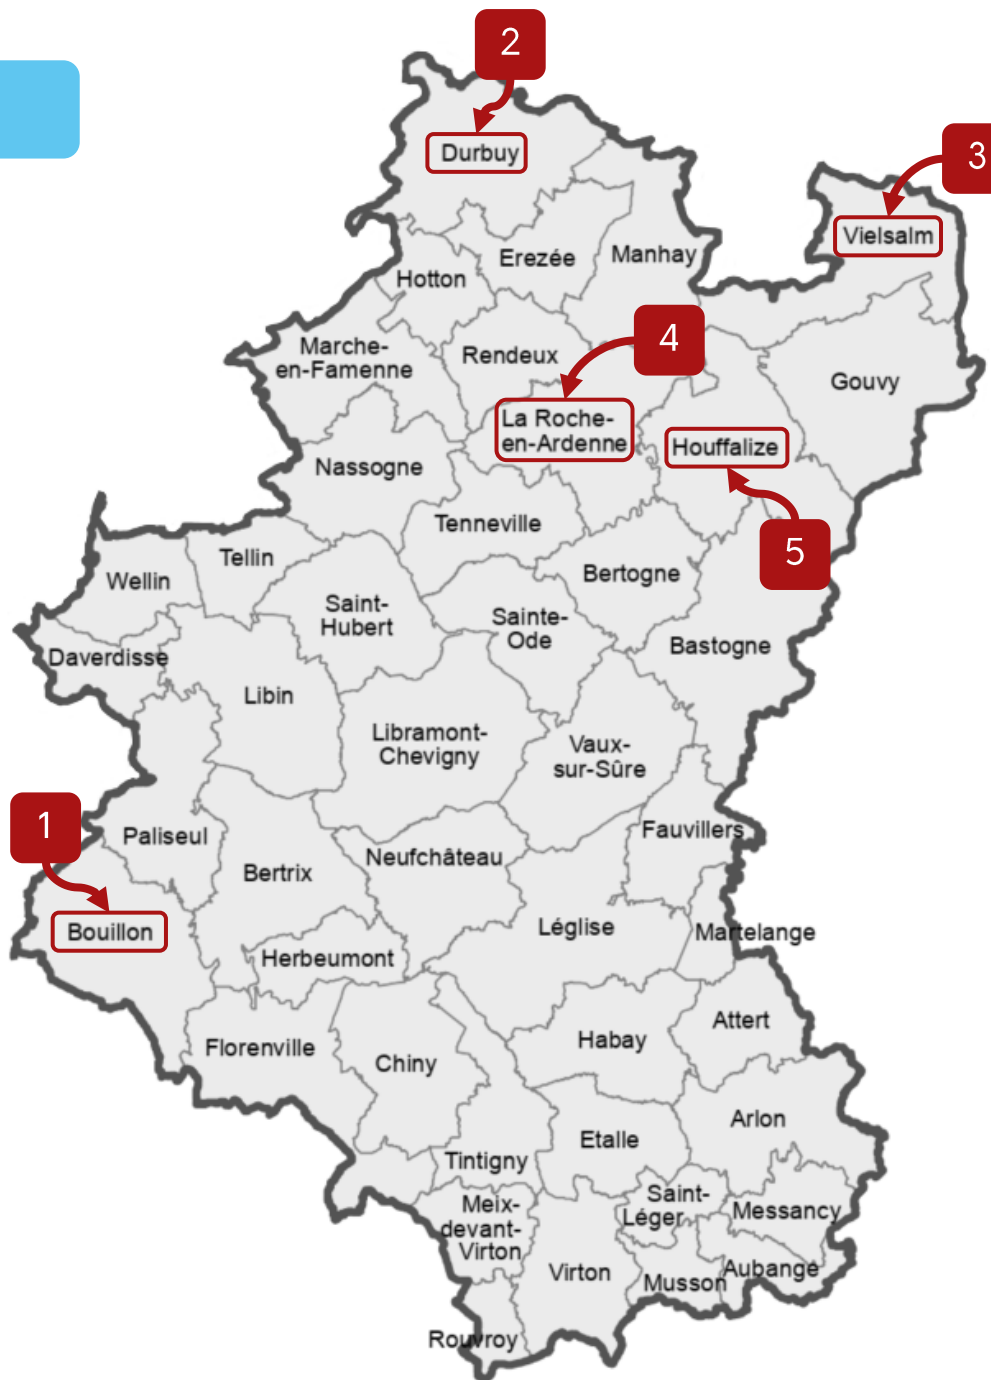 2
Durbuy
3
Vielsalm
Erezée
Manhay
Hotton
4
Marche-
en-Famenne
Rendeux
Gouvy
La Roche-
en-Ardenne
Houffalize
Nassogne
Tenneville
5
Tellin
Wellin
Bertogne
Saint-
Hubert
Sainte-
Ode
Bastogne
Daverdisse
Libin
Libramont-
Chevigny
Vaux-
sur-Sûre
1
Paliseul
Fauvillers
Neufchâteau
Bertrix
Bouillon
Léglise
Martelange
Herbeumont
Attert
Habay
Florenville
Chiny
Arlon
Etalle
Tintigny
Saint-
Léger
Messancy
Meix-
devant-
Virton
Virton
Musson
Aubange
Rouvroy